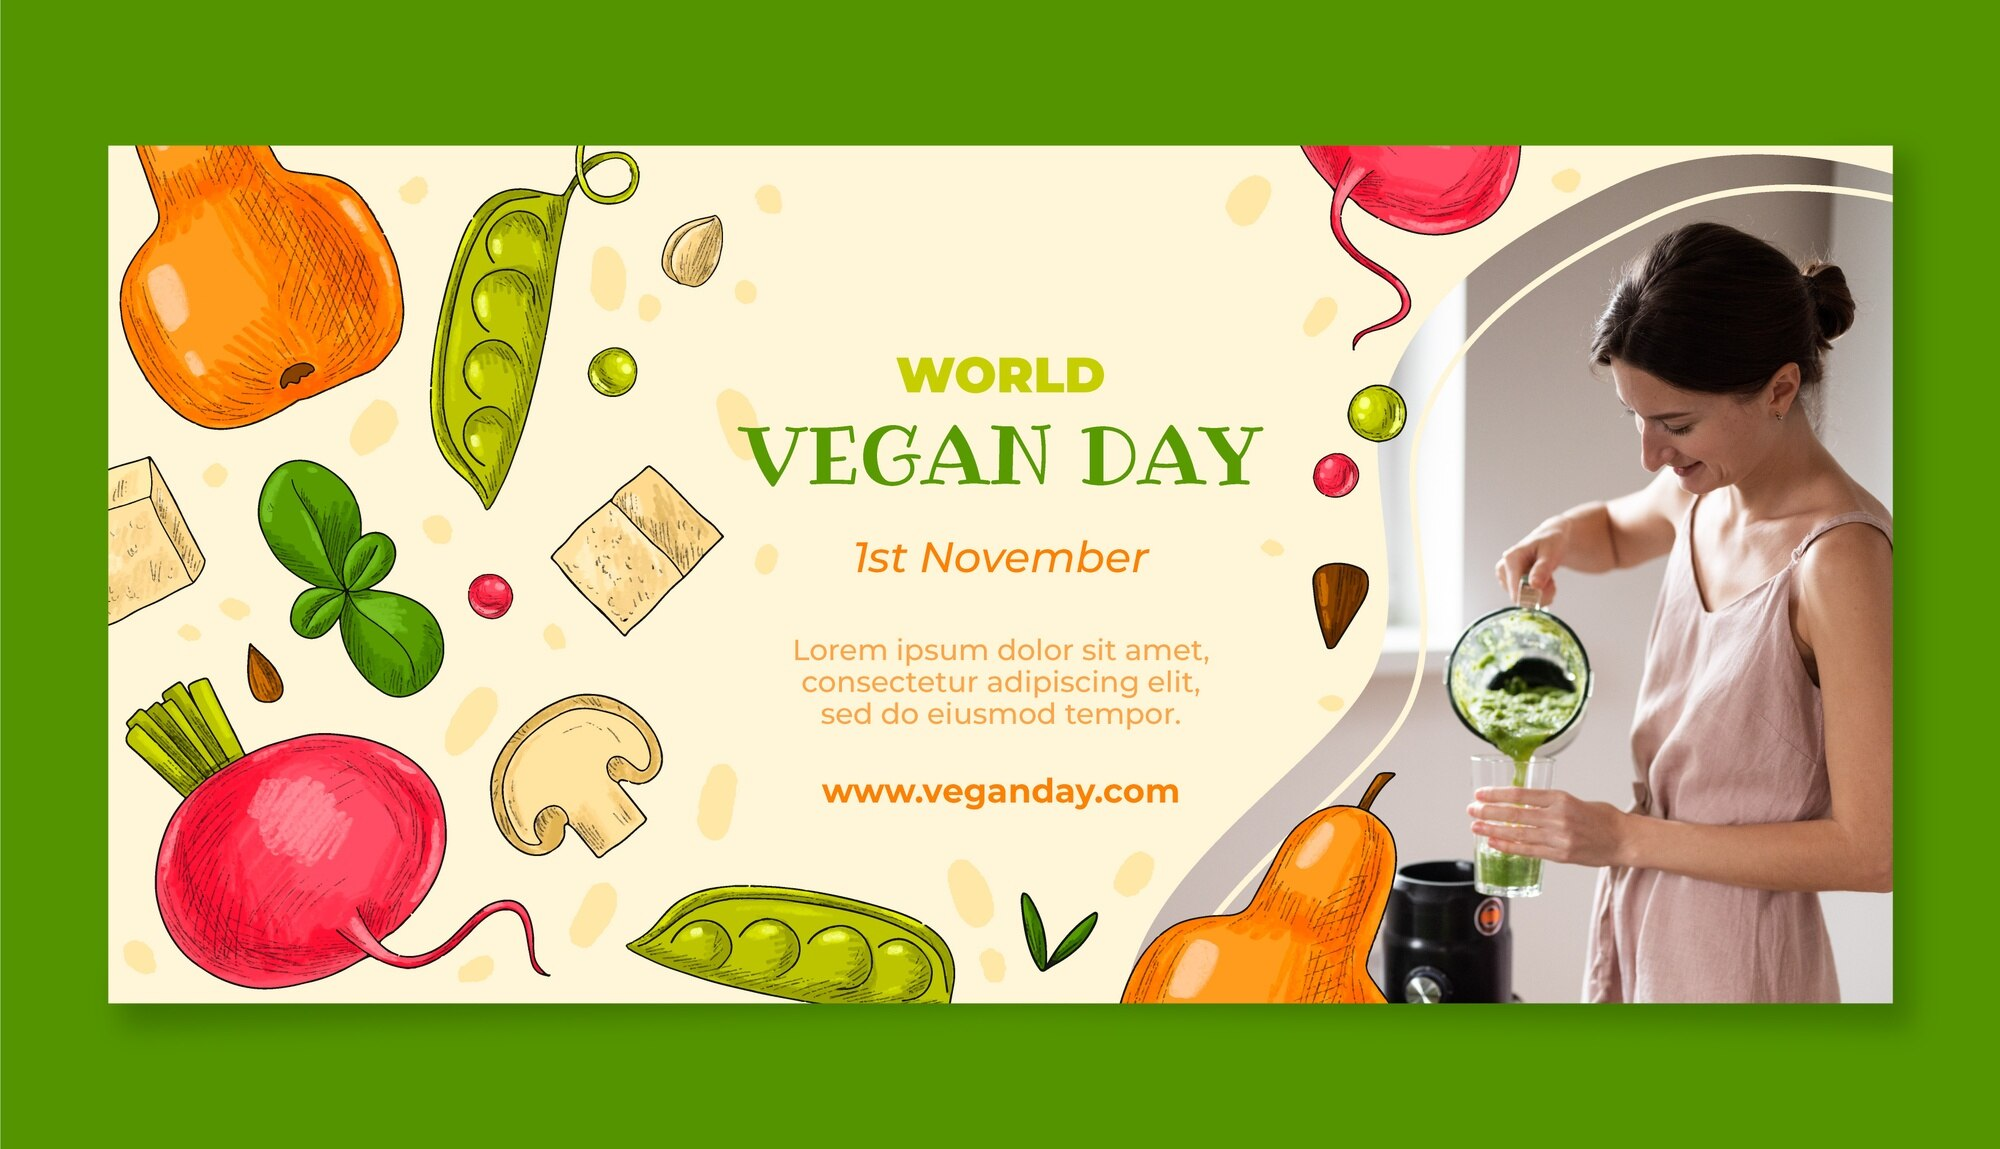 WORLD
VEGAN DAY
1st November
Lorem ipsum dolor sit amet,
consectetur adipiscing elit,
sed do eiusmod tempor.
www.veganday.com